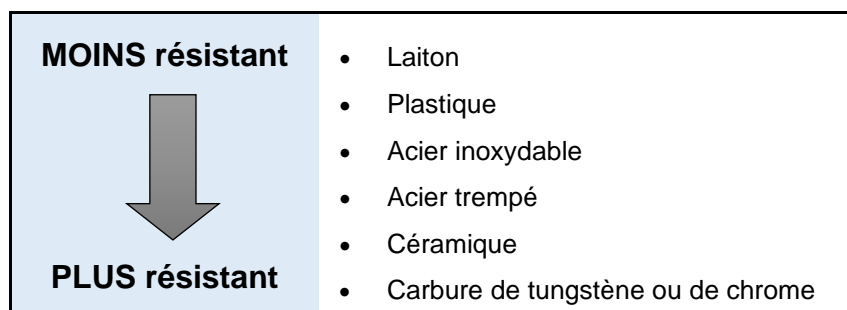 MOINS résistant
PLUS résistant
• Laiton
• Plastique
• Acier inoxydable
• Acier trempé
• Céramique
• Carbure de tungstène ou de chrome